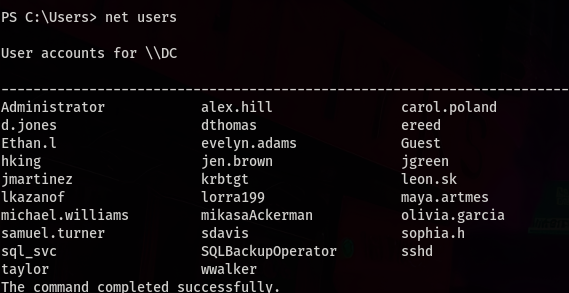 PS C:\Users> net users
User accounts for \\DC
-------------------------------------------------------------------------------
Administrator alex.hill carol.poland
d.jones dthomas ereed
Ethan.l evelyn.adams Guest
hking jen.brown jgreen
jmartinez krbtgt leon.sk
lkazanof lorra199 maya.artmes
michael.williams mikasaAckerman olivia.garcia
samuel.turner sdavis sophia.h
sql_svc SQLBackupOperator sshd
taylor wwalker
The command completed successfully.